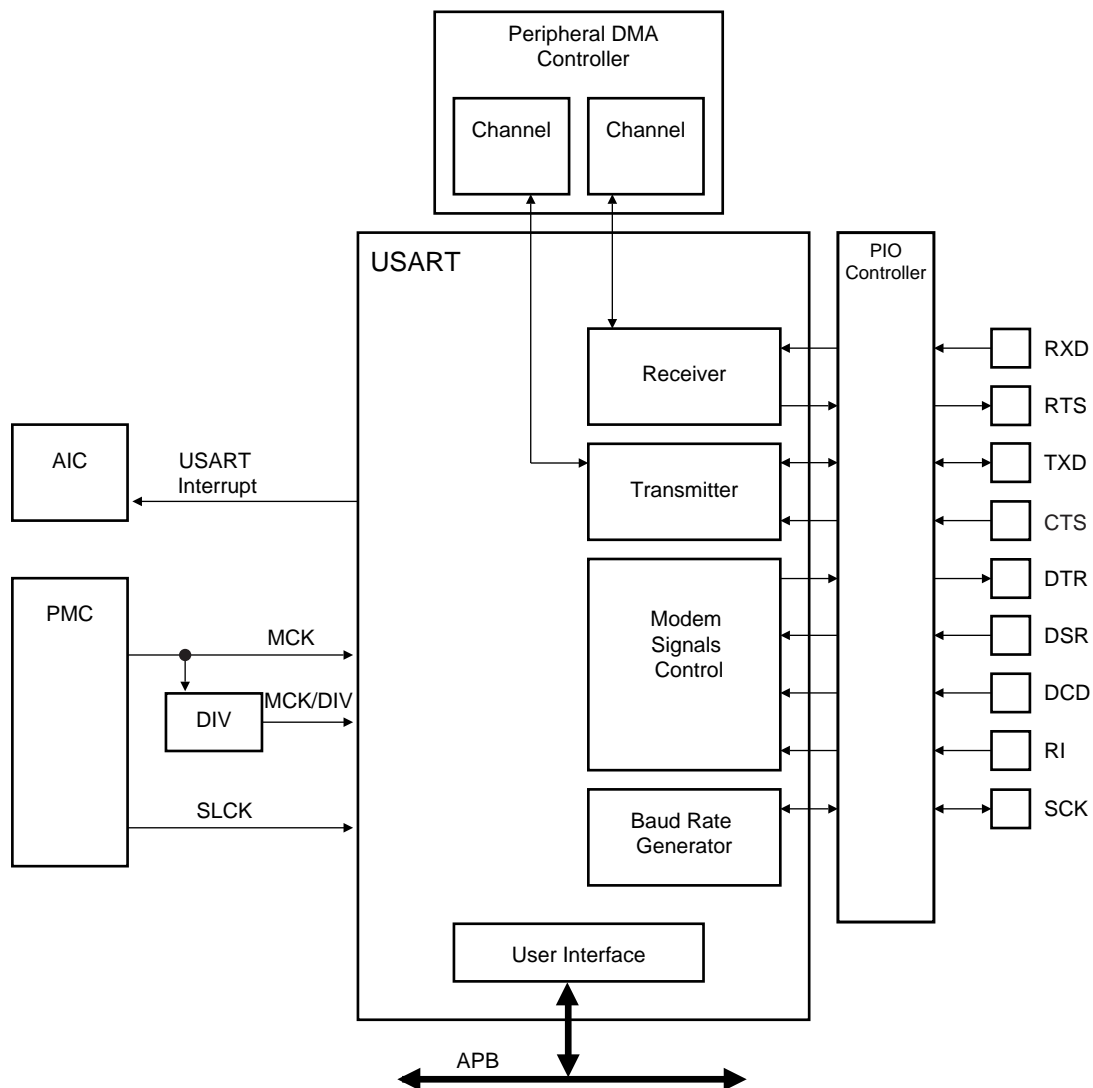 Peripheral DMA
Controller
Channel
Channel
USART
PIO
Controller
Receiver
RXD
RTS
AIC
USART
Interrupt
Transmitter
TXD
CTS
PMC
MCK
DIV
MCK/DIV
SLCK
Modem
Signals
Control
DTR
DSR
DCD
RI
Baud Rate
Generator
SCK
User Interface
APB